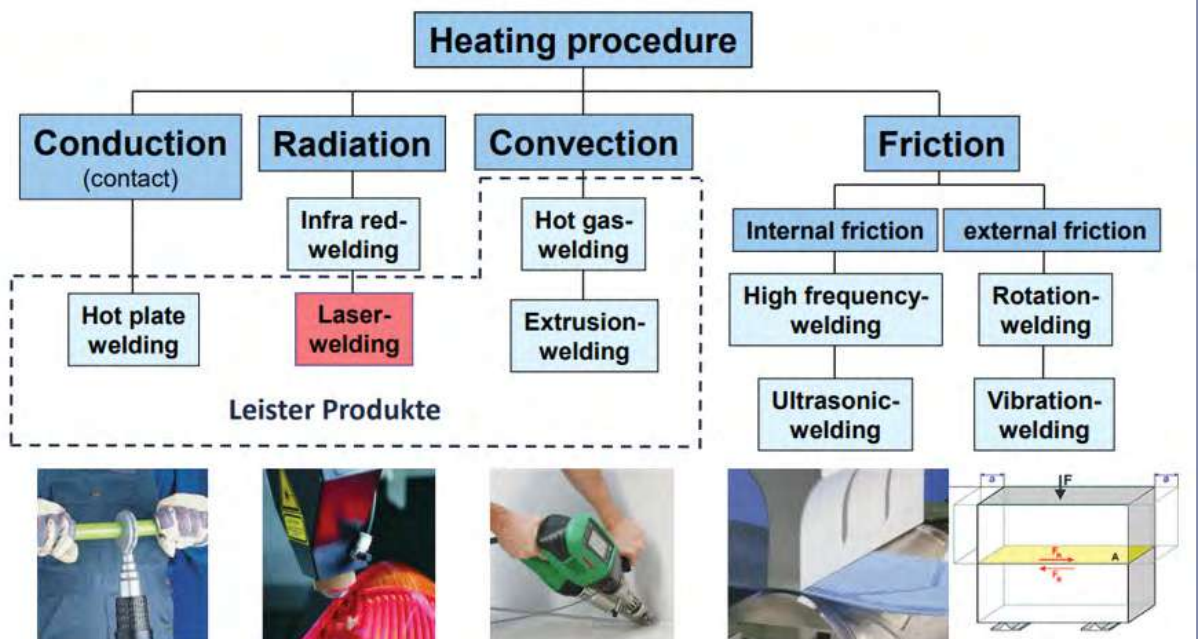 Heating procedure
Conduction
(contact)
Radiation
Convection
Friction
Infra red-
welding
Hot gas-
welding
Internal friction
external friction
Hot plate
welding
Laser-
welding
Extrusion-
welding
High frequency-
welding
Rotation-
welding
Leister Produkte
Ultrasonic-
welding
Vibration-
welding
a
F
a
A